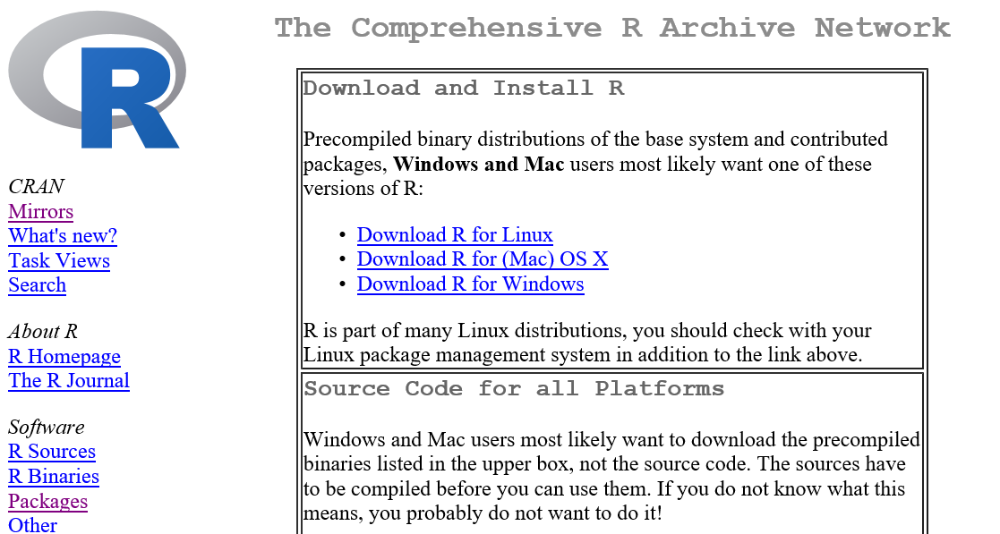 R
The Comprehensive R Archive Network
CRAN
Mirrors
What's new?
Task Views
Search
About R
R Homepage
The R Journal
Software
R Sources
R Binaries
Packages
Other
Download and Install R
Precompiled binary distributions of the base system and contributed
packages, Windows and Mac users most likely want one of these
versions of R:
• Download R for Linux
• Download R for (Mac) OS X
• Download R for Windows
R is part of many Linux distributions, you should check with your
Linux package management system in addition to the link above.
Source Code for all Platforms
Windows and Mac users most likely want to download the precompiled
binaries listed in the upper box, not the source code. The sources have
to be compiled before you can use them. If you do not know what this
means, you probably do not want to do it!